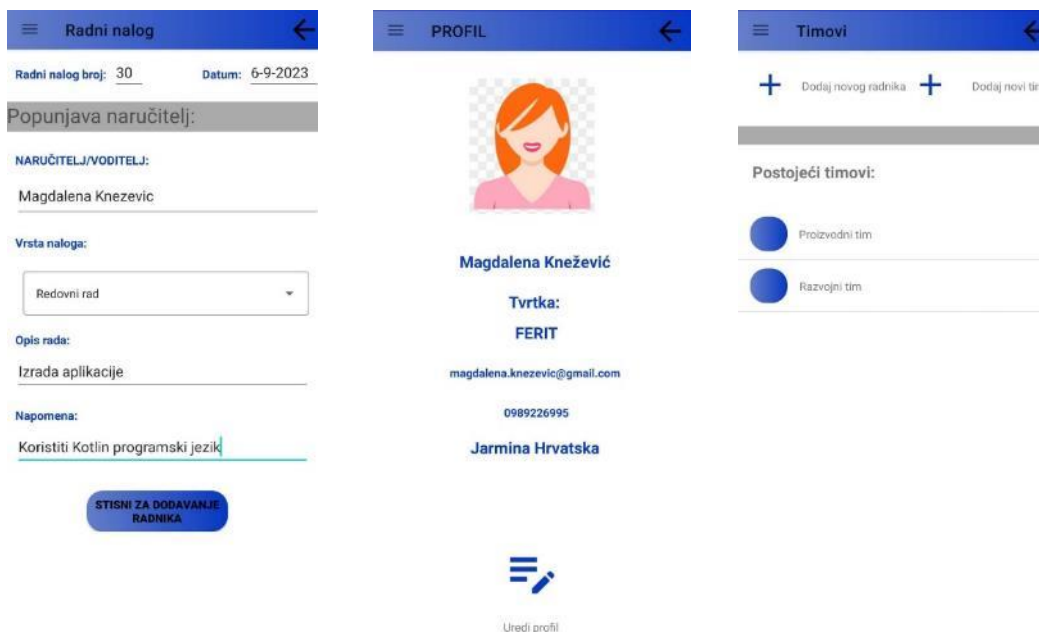 Radni nalog
Radni nalog broj: 30 Datum: 6-9-2023
Popunjava naručitelj:
NARUČITELJ/VODITELJ:
Magdalena Knezevic
Vrsta naloga:
Redovni rad
Opis rada:
Izrada aplikacije
Napomena:
Koristiti Kotlin programski jezik
STISNI ZA DODAVANJE
RADNIKA
PROFIL
Magdalena Knežević
Tvrtka:
FERIT
magdalena.knezevic@gmail.com
0989226995
Jarmina Hrvatska
Uredi profil
Timovi
Dodaj novog radnika Dodaj novi
Postojeći timovi:
Proizvodni tim
Razvojni tim